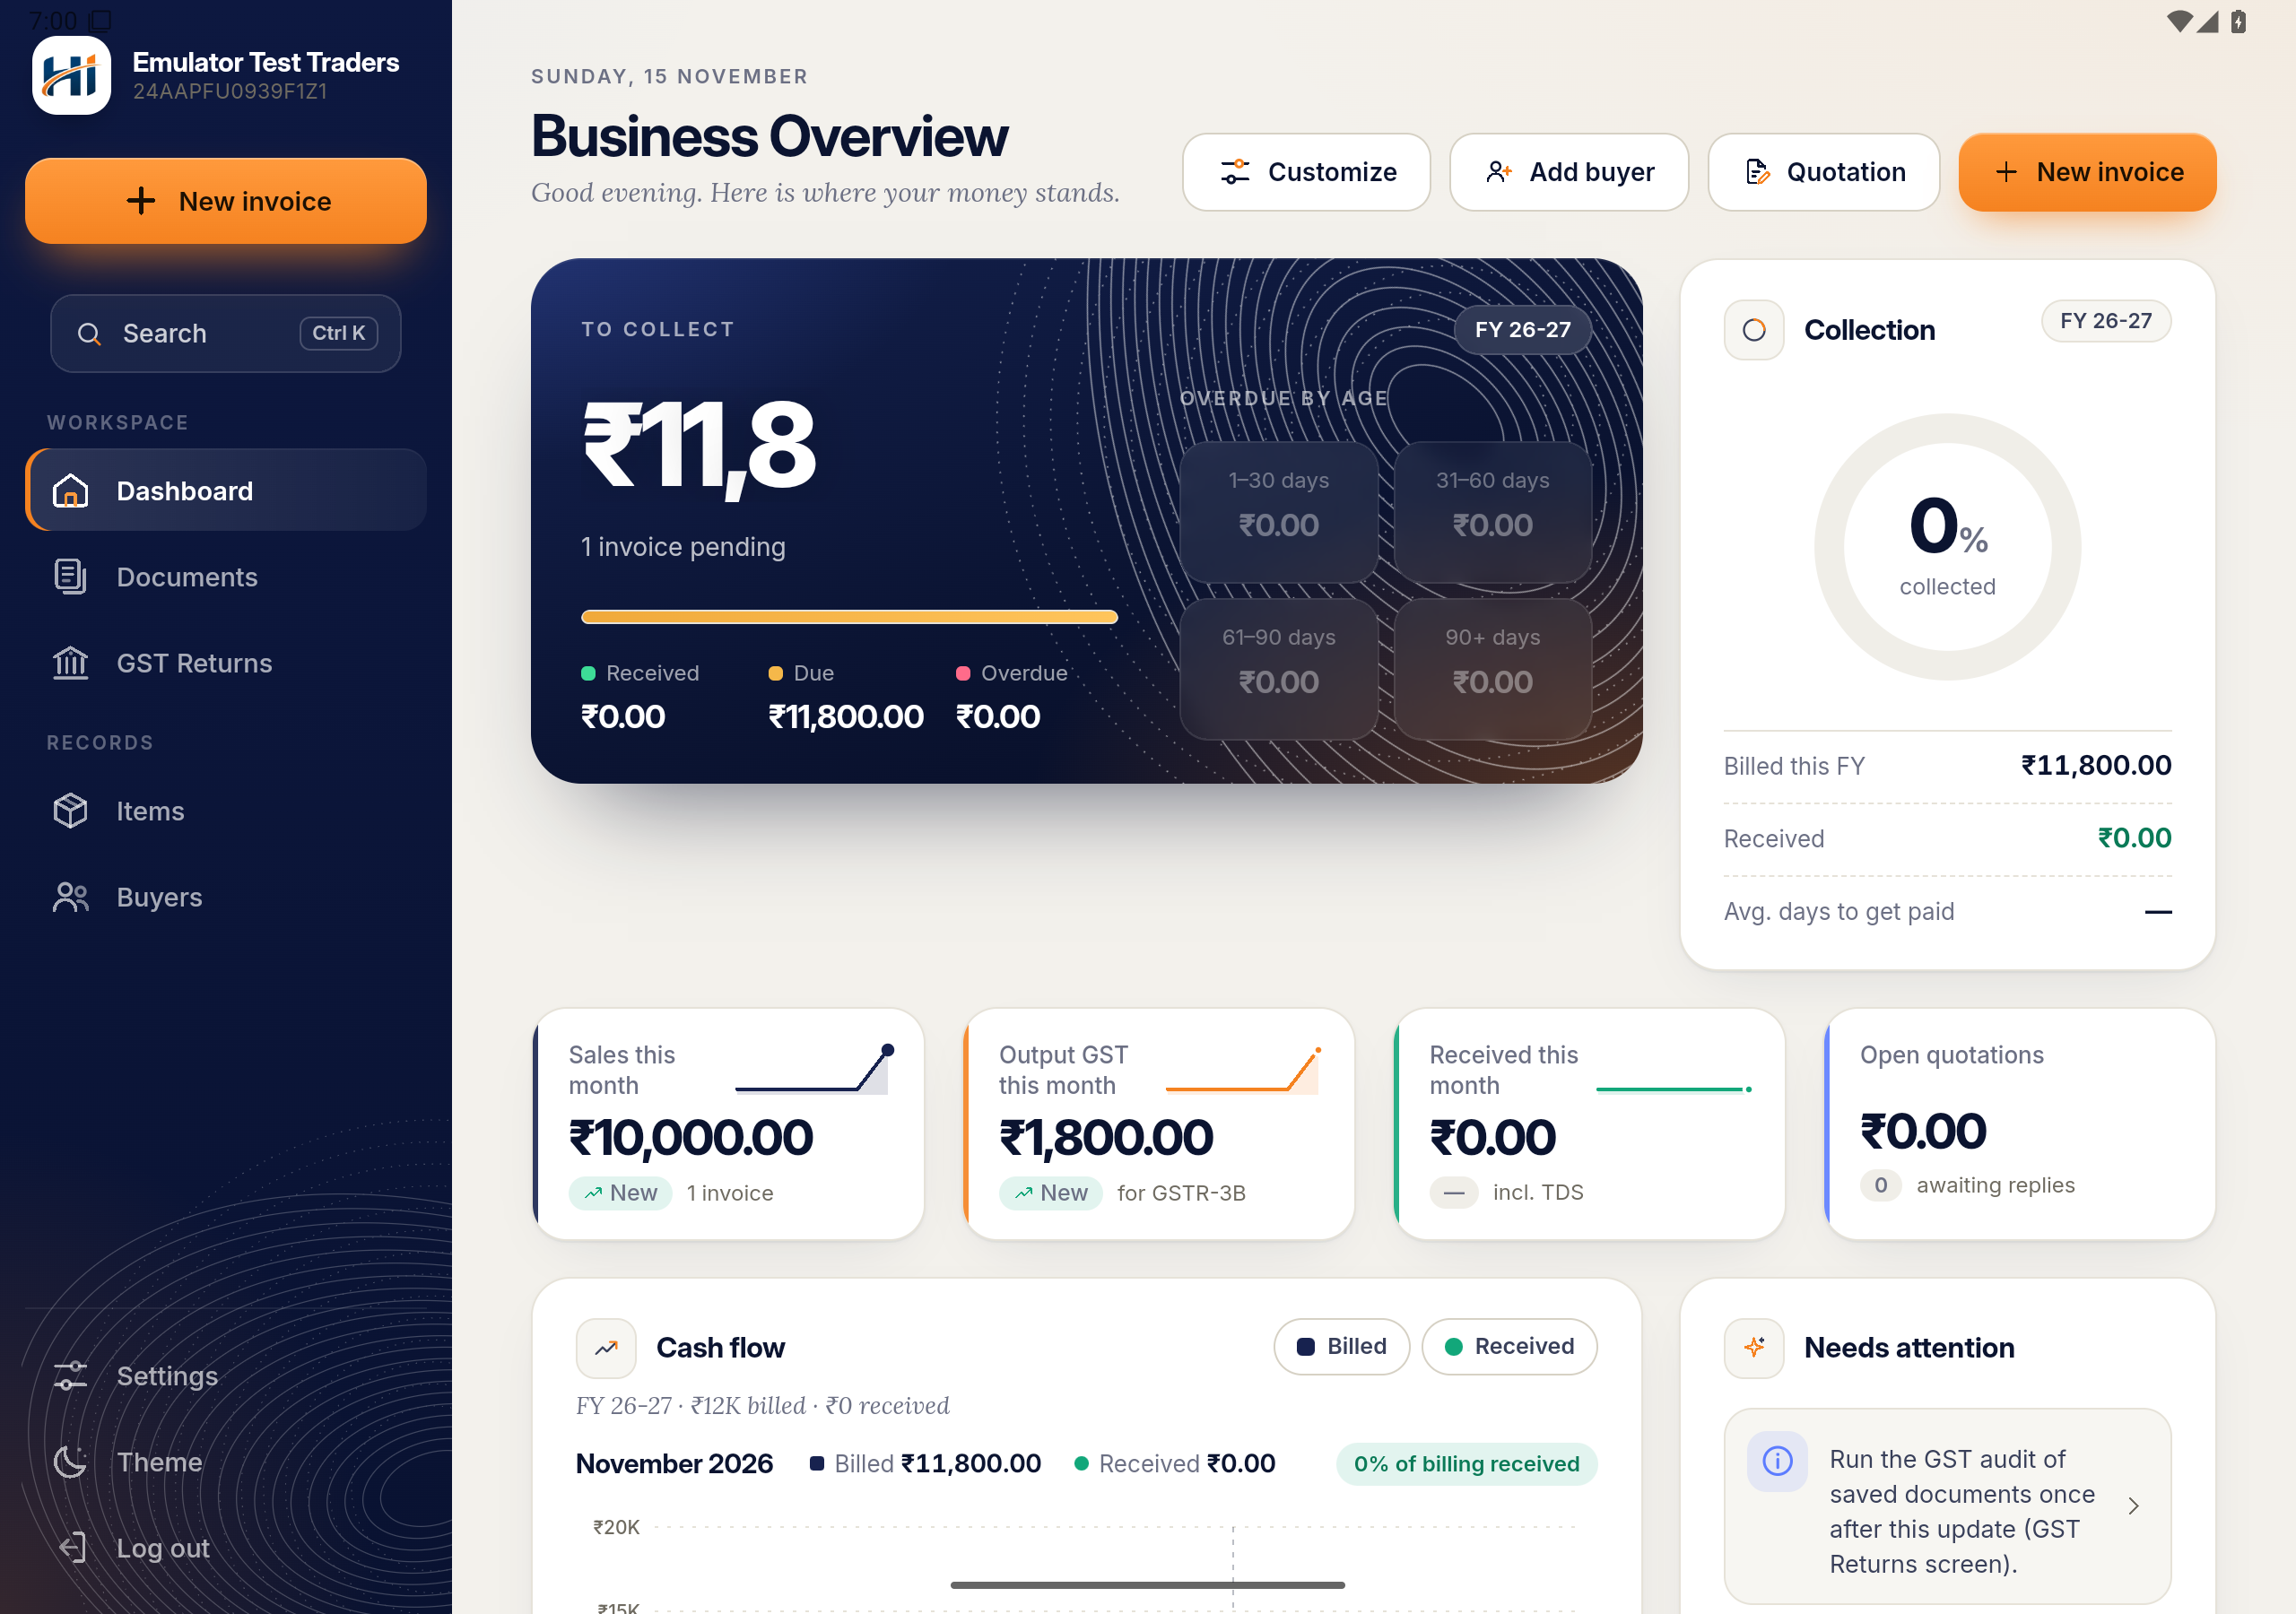 7:00
Hi
Emulator Test Traders
24AAPFU0939F1Z1
New invoice
Search
Ctrl K
WORKSPACE
Dashboard
Documents
GST Returns
RECORDS
Items
Buyers
Settings
Theme
Log out
SUNDAY, 15 NOVEMBER
Business Overview
Good evening. Here is where your money stands.
Customize
Add buyer
Quotation
New invoice
TO COLLECT
FY 26-27
₹11,8
1 invoice pending
Received
₹0.00
Due
₹11,800.00
Overdue
₹0.00
OVERDUE BY AGE
1–30 days
₹0.00
31–60 days
₹0.00
61–90 days
₹0.00
90+ days
₹0.00
Collection
FY 26-27
0%
collected
Billed this FY ₹11,800.00
Received ₹0.00
Avg. days to get paid —
Sales this
month
₹10,000.00
New 1 invoice
Output GST
this month
₹1,800.00
New for GSTR-3B
Received this
month
₹0.00
— incl. TDS
Open quotations
₹0.00
0 awaiting replies
Cash flow
Billed
Received
FY 26-27 · ₹12K billed · ₹0 received
November 2026 Billed ₹11,800.00 Received ₹0.00 0% of billing received
₹20K
₹15K
Needs attention
Run the GST audit of
saved documents once
after this update (GST
Returns screen).